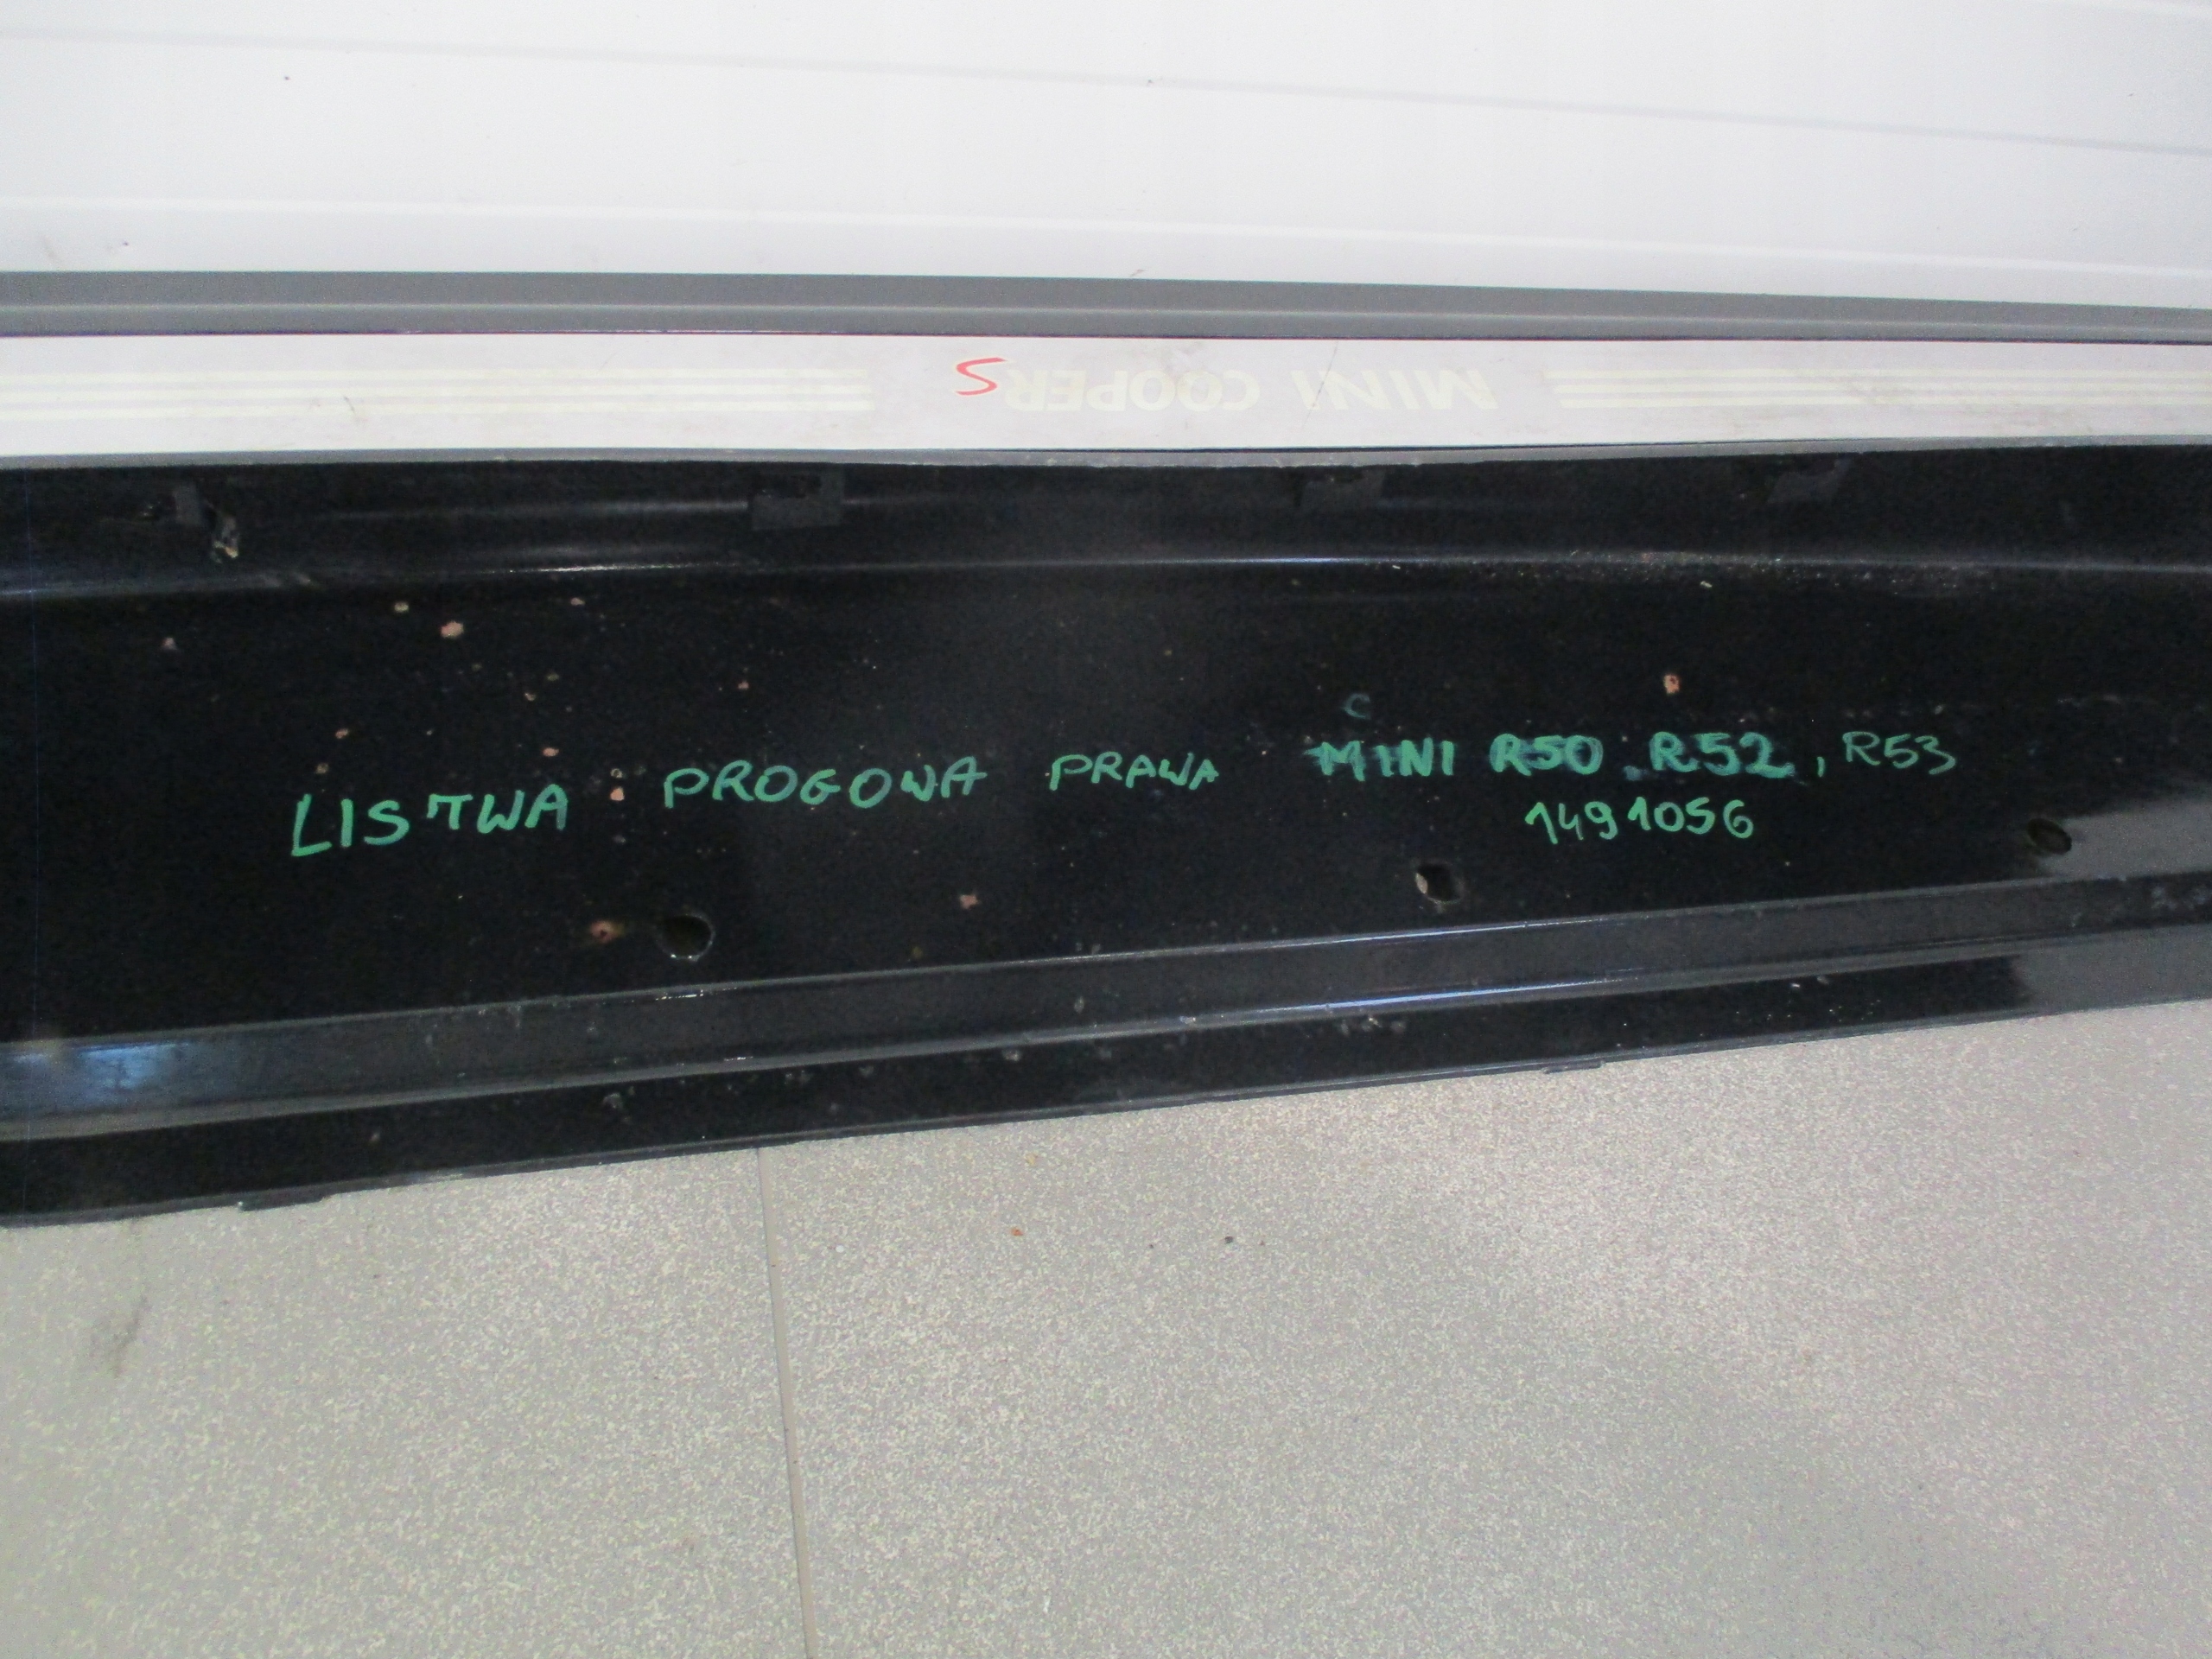 MINI COOPER S
C
LISTWA PROGOWA PRAWA MINI R50, R52, R53
1491056